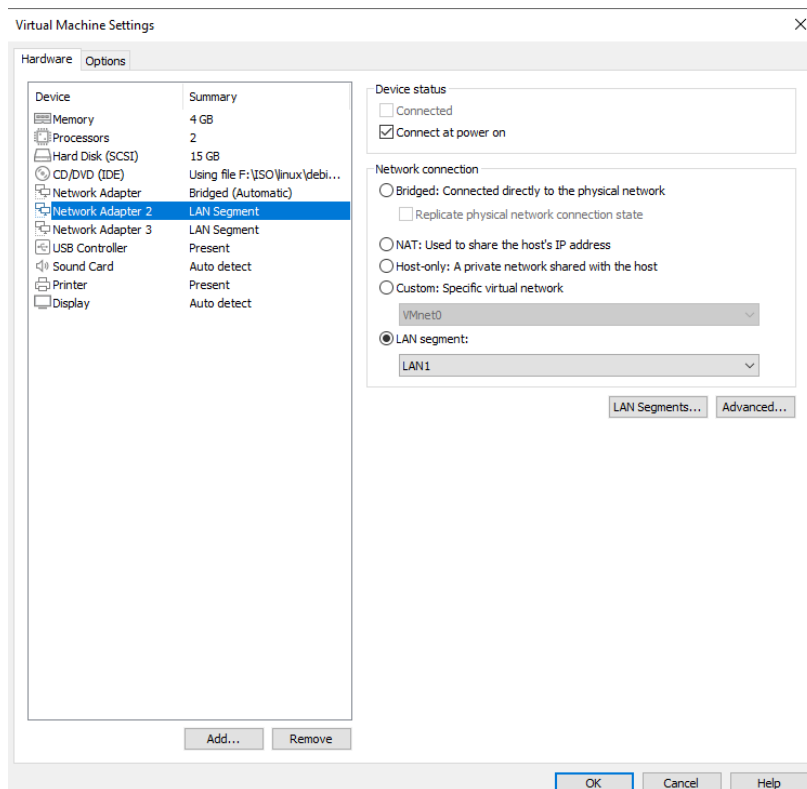 Virtual Machine Settings
Hardware Options
Device Summary
Memory 4 GB
Processors 2
Hard Disk (SCSI) 15 GB
CD/DVD (IDE) Using file F:\ISO\linux\debi...
Network Adapter Bridged (Automatic)
Network Adapter 2 LAN Segment
Network Adapter 3 LAN Segment
USB Controller Present
Sound Card Auto detect
Printer Present
Display Auto detect
Add... Remove
Device status
Connected
Connect at power on
Network connection
Bridged: Connected directly to the physical network
Replicate physical network connection state
NAT: Used to share the host's IP address
Host-only: A private network shared with the host
Custom: Specific virtual network
VMnet0
LAN segment:
LAN1
LAN Segments... Advanced...
OK Cancel Help